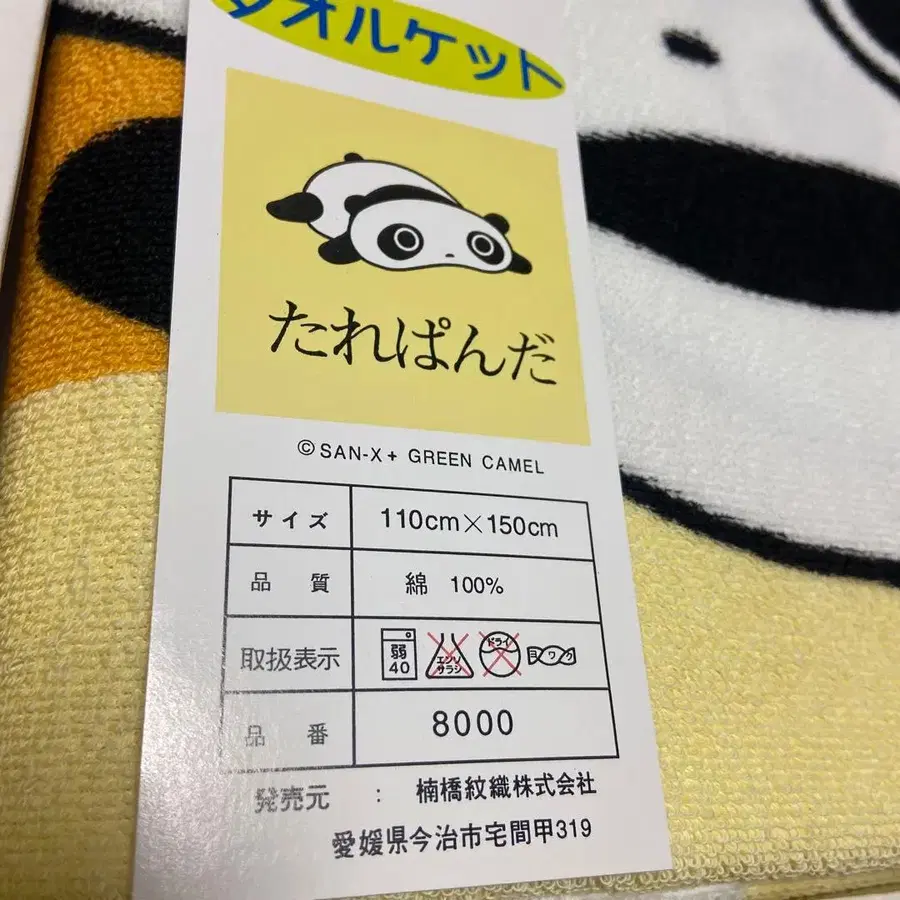 タオルケット
たれぱんだ
©SAN-X+ GREEN CAMEL
サイズ 110cm×150cm
品質 綿 100%
取扱表示 弱 40 エンソ サラシ ドライ ヨワク
品番 8000
発売元 : 楠橋紋織株式会社
愛媛県今治市宅間甲319